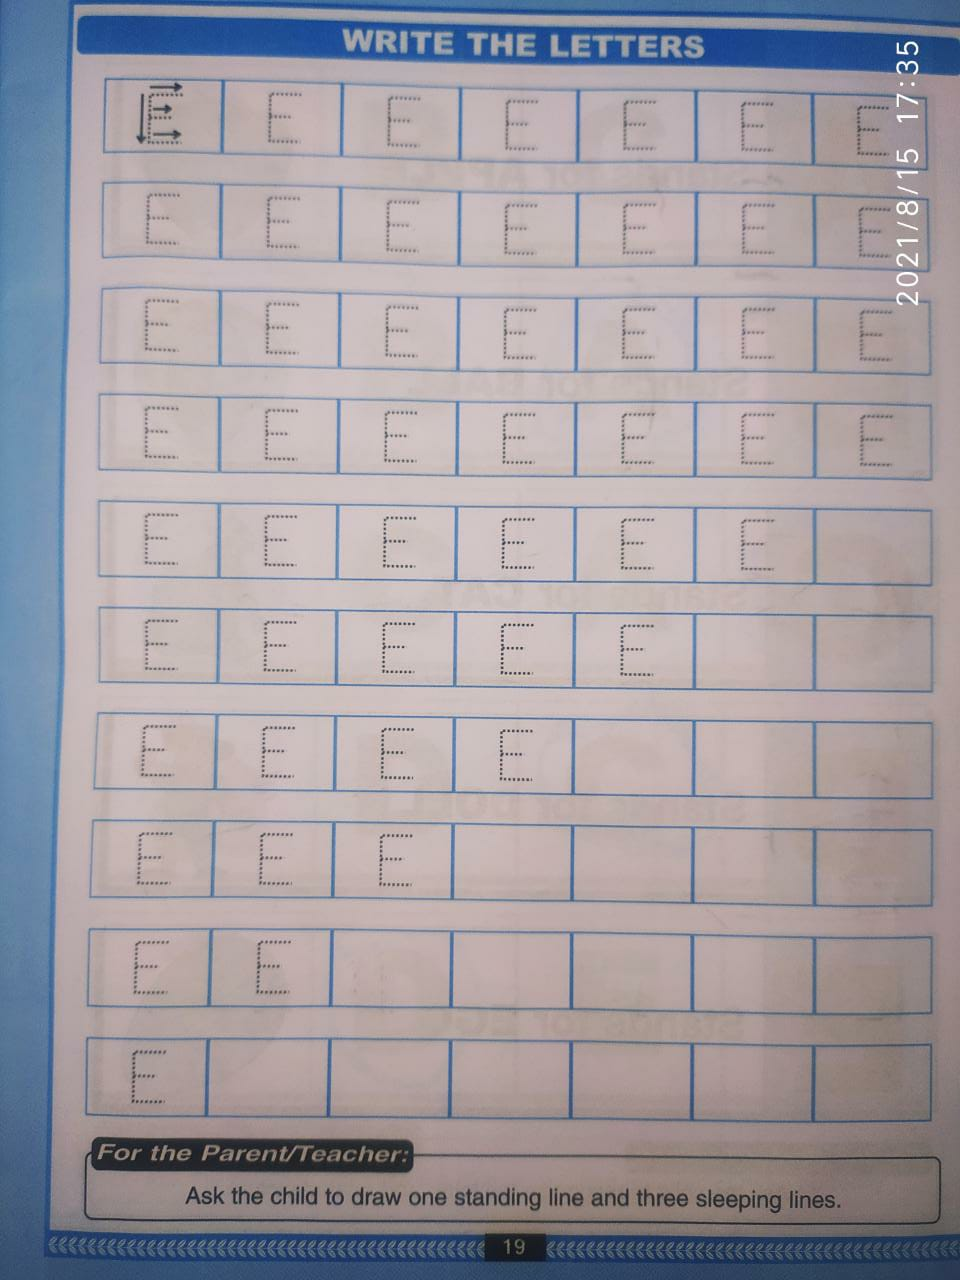 WRITE THE LETTERS
2021/8/15 17:35
E E E E E E E
E E E E E E E
E E E E E E E
E E E E E E E
E E E E E E
E E E E E
E E E E
E E E
E E
E
For the Parent/Teacher:
Ask the child to draw one standing line and three sleeping lines.
19